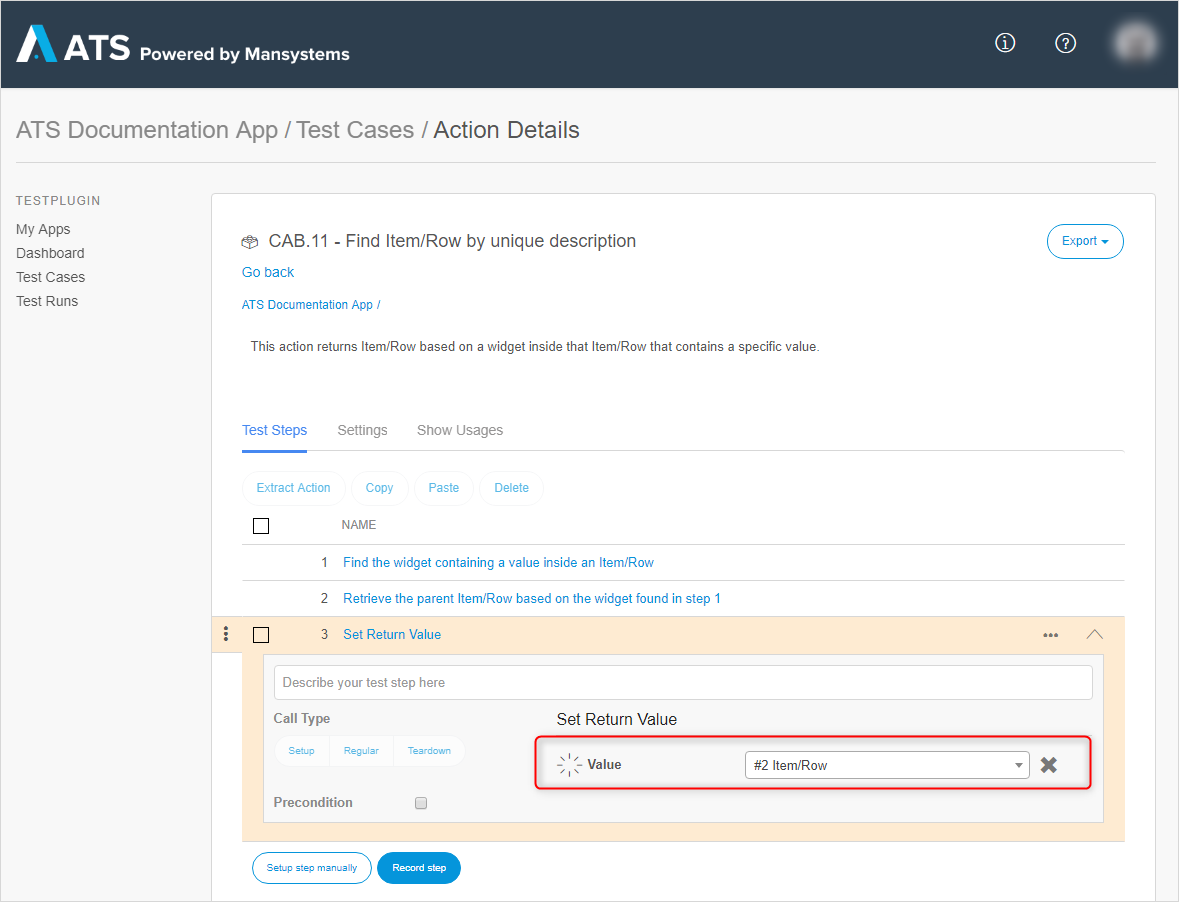 ATS Powered by Mansystems
ATS Documentation App / Test Cases / Action Details
TESTPLUGIN
My Apps
Dashboard
Test Cases
Test Runs
CAB.11 - Find Item/Row by unique description
Export
Go back
ATS Documentation App /
This action returns Item/Row based on a widget inside that Item/Row that contains a specific value.
Test Steps Settings Show Usages
Extract Action Copy Paste Delete
NAME
1 Find the widget containing a value inside an Item/Row
2 Retrieve the parent Item/Row based on the widget found in step 1
3 Set Return Value
Describe your test step here
Call Type
Setup Regular Teardown
Precondition
Set Return Value
Value #2 Item/Row
Setup step manually Record step